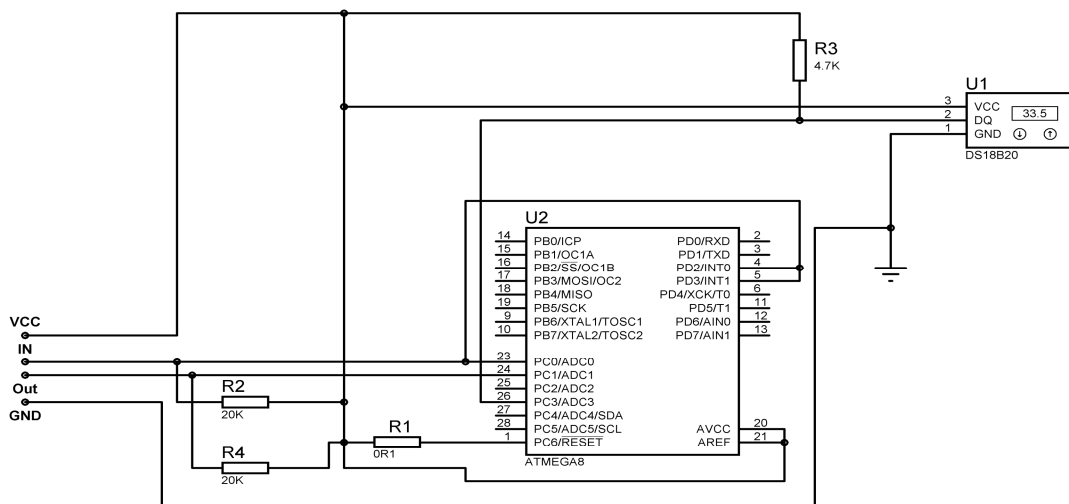 R3
4.7K
U1
3 VCC
2 DQ
1 GND
33.5
DS18B20
U2
14 PB0/ICP PD0/RXD 2
15 PB1/OC1A PD1/TXD 3
16 PB2/SS/OC1B PD2/INT0 4
17 PB3/MOSI/OC2 PD3/INT1 5
18 PB4/MISO PD4/XCK/T0 6
19 PB5/SCK PD5/T1 11
9 PB6/XTAL1/TOSC1 PD6/AIN0 12
10 PB7/XTAL2/TOSC2 PD7/AIN1 13
VCC
IN
Out
GND
23 PC0/ADC0
24 PC1/ADC1
25 PC2/ADC2
26 PC3/ADC3
27 PC4/ADC4/SDA
28 PC5/ADC5/SCL AVCC 20
1 PC6/RESET AREF 21
ATMEGA8
R2
20K
R1
0R1
R4
20K